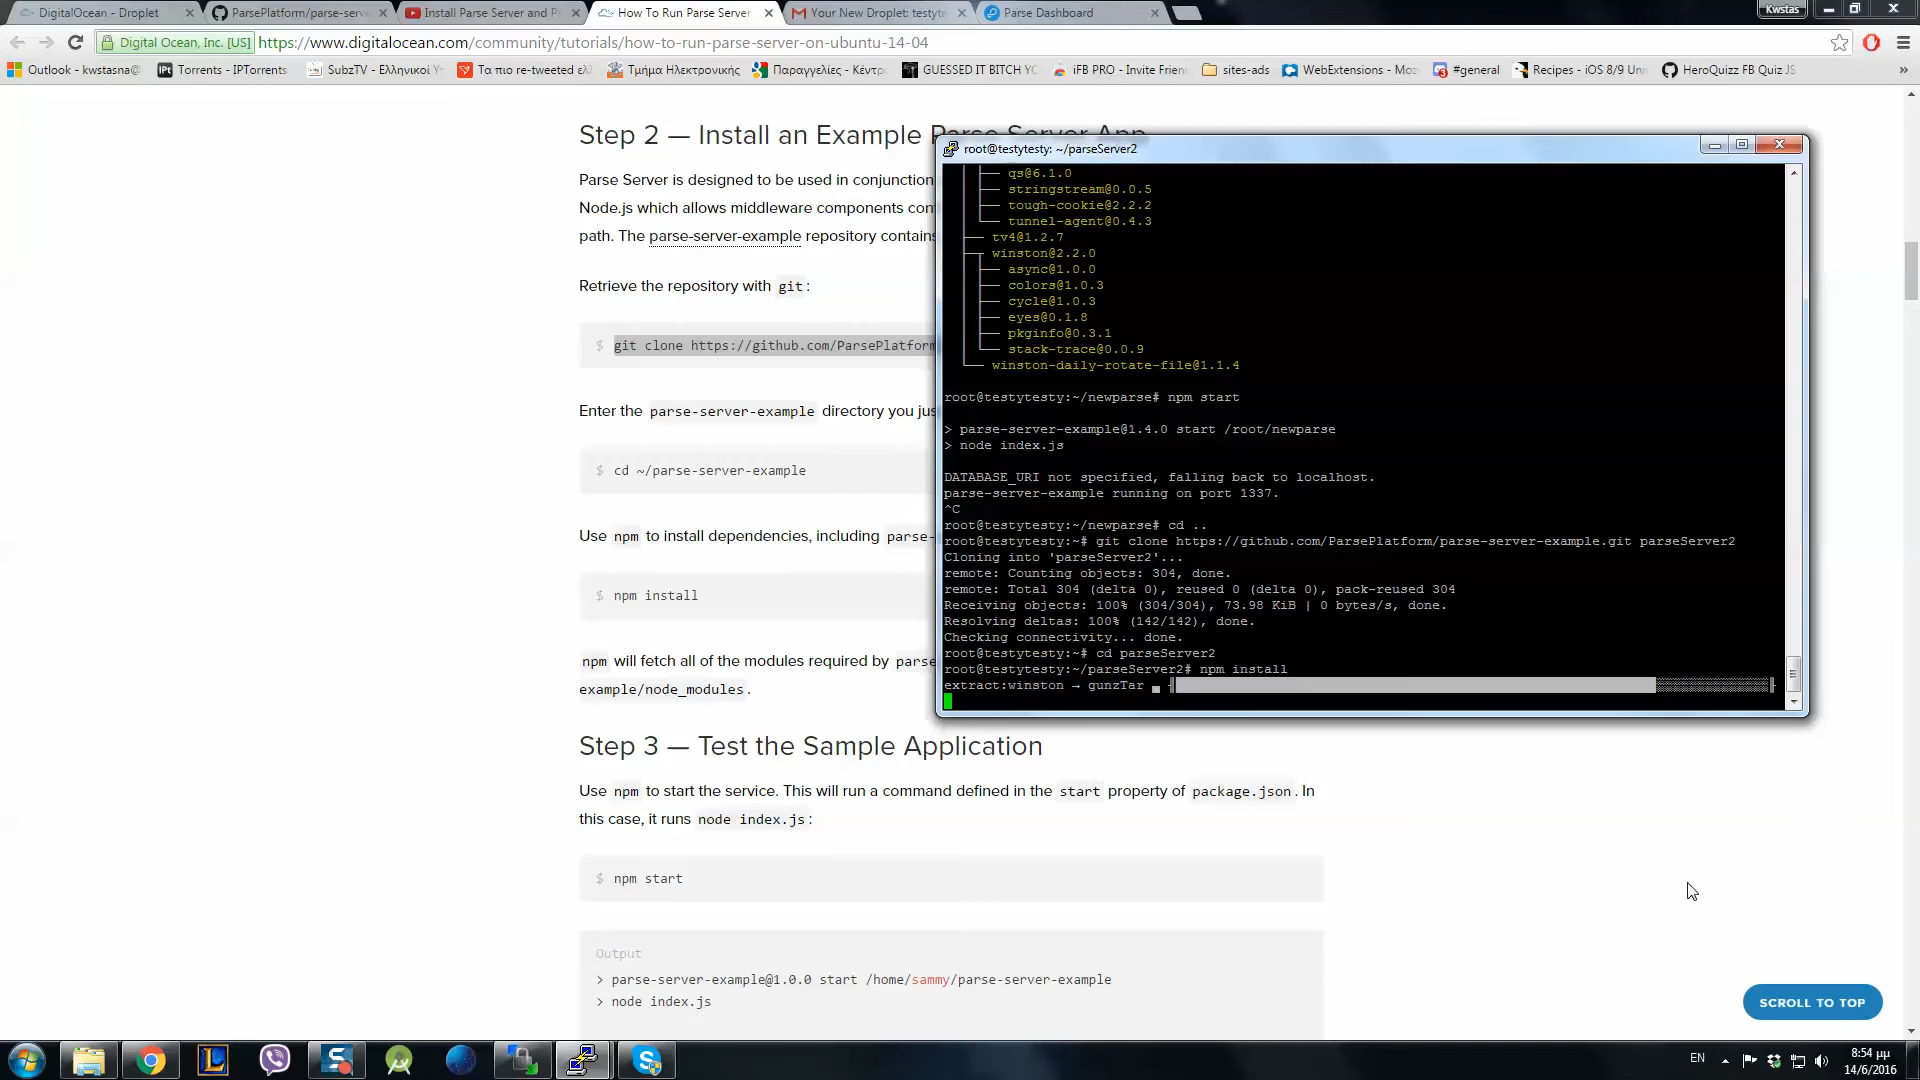 DigitalOcean - Droplet
ParsePlatform/parse-serv
Install Parse Server and P
How To Run Parse Server
Your New Droplet: testyte
Parse Dashboard
Kwstas
Digital Ocean, Inc. [US]
https://www.digitalocean.com/community/tutorials/how-to-run-parse-server-on-ubuntu-14-04
Outlook - kwstasna@
Torrents - IPTorrents
SubzTV - Ελληνικοί Υ
Τα πιο re-tweeted ελ
Τμήμα Ηλεκτρονικής
Παραγγελίες - Κέντρ
GUESSED IT BITCH YO
iFB PRO - Invite Frien
sites-ads
WebExtensions - Moz
#general
Recipes - iOS 8/9 Un
HeroQuizz FB Quiz JS
»
Step 2 — Install an Example Parse Server App
Parse Server is designed to be used in conjunction
Node.js which allows middleware components con
path. The parse-server-example repository contains
Retrieve the repository with git:
$ git clone https://github.com/ParsePlatform
Enter the parse-server-example directory you jus
$ cd ~/parse-server-example
Use npm to install dependencies, including parse-
$ npm install
npm will fetch all of the modules required by parse
example/node_modules.
Step 3 — Test the Sample Application
Use npm to start the service. This will run a command defined in the start property of package.json. In
this case, it runs node index.js:
$ npm start
Output
> parse-server-example@1.0.0 start /home/sammy/parse-server-example
> node index.js
root@testytesty: ~/parseServer2
qs@6.1.0
stringstream@0.0.5
tough-cookie@2.2.2
tunnel-agent@0.4.3
tv4@1.2.7
winston@2.2.0
async@1.0.0
colors@1.0.3
cycle@1.0.3
eyes@0.1.8
pkginfo@0.3.1
stack-trace@0.0.9
winston-daily-rotate-file@1.1.4
root@testytesty:~/newparse# npm start
> parse-server-example@1.4.0 start /root/newparse
> node index.js
DATABASE_URI not specified, falling back to localhost.
parse-server-example running on port 1337.
^C
root@testytesty:~/newparse# cd ..
root@testytesty:~# git clone https://github.com/ParsePlatform/parse-server-example.git parseServer2
Cloning into 'parseServer2'...
remote: Counting objects: 304, done.
remote: Total 304 (delta 0), reused 0 (delta 0), pack-reused 304
Receiving objects: 100% (304/304), 73.98 KiB | 0 bytes/s, done.
Resolving deltas: 100% (142/142), done.
Checking connectivity... done.
root@testytesty:~# cd parseServer2
root@testytesty:~/parseServer2# npm install
extract:winston → gunzTar
SCROLL TO TOP
EN
8:54 μμ
14/6/2016